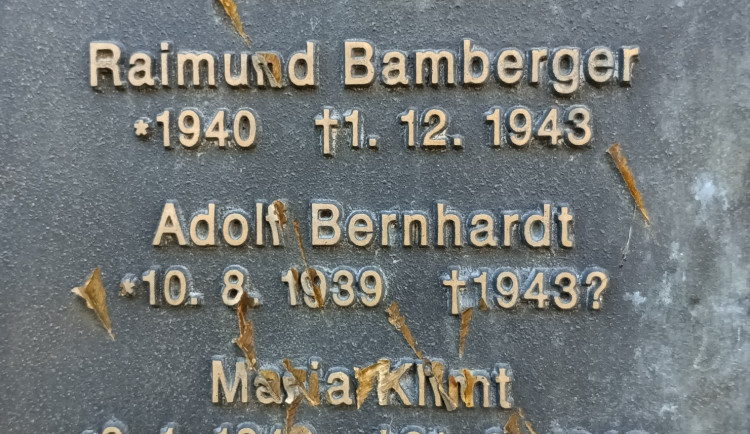 Raimund Bamberger
*1940 †1. 12. 1943
Adolf Bernhardt
*10. 8. 1939 †1943?
Maria Klimt